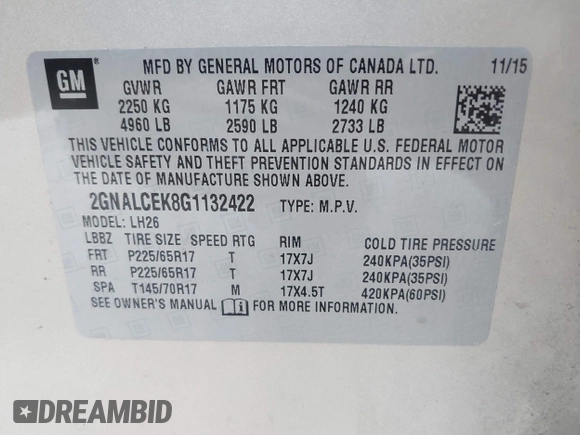 GM ® MFD BY GENERAL MOTORS OF CANADA LTD. 11/15
GVWR GAWR FRT GAWR RR
2250 KG 1175 KG 1240 KG
4960 LB 2590 LB 2733 LB
THIS VEHICLE CONFORMS TO ALL APPLICABLE U.S. FEDERAL MOTOR
VEHICLE SAFETY AND THEFT PREVENTION STANDARDS IN EFFECT ON
THE DATE OF MANUFACTURE SHOWN ABOVE.
2GNALCEK8G1132422 TYPE: M.P.V.
MODEL: LH26
LBBZ TIRE SIZE SPEED RTG RIM COLD TIRE PRESSURE
FRT P225/65R17 T 17X7J 240KPA(35PSI)
RR P225/65R17 T 17X7J 240KPA(35PSI)
SPA T145/70R17 M 17X4.5T 420KPA(60PSI)
SEE OWNER'S MANUAL FOR MORE INFORMATION.
DREAMBID